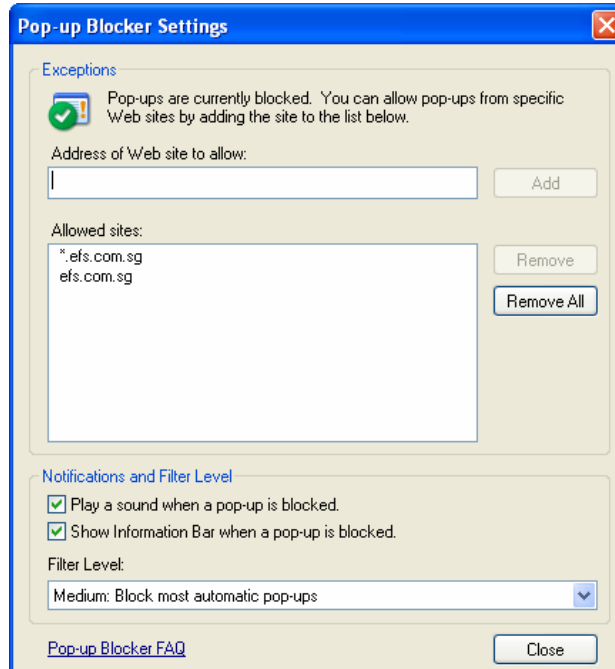 Pop-up Blocker Settings
Exceptions
Pop-ups are currently blocked. You can allow pop-ups from specific
Web sites by adding the site to the list below.
Address of Web site to allow:
Add
Allowed sites:
*.efs.com.sg
efs.com.sg
Remove
Remove All
Notifications and Filter Level
Play a sound when a pop-up is blocked.
Show Information Bar when a pop-up is blocked.
Filter Level:
Medium: Block most automatic pop-ups
Pop-up Blocker FAQ
Close